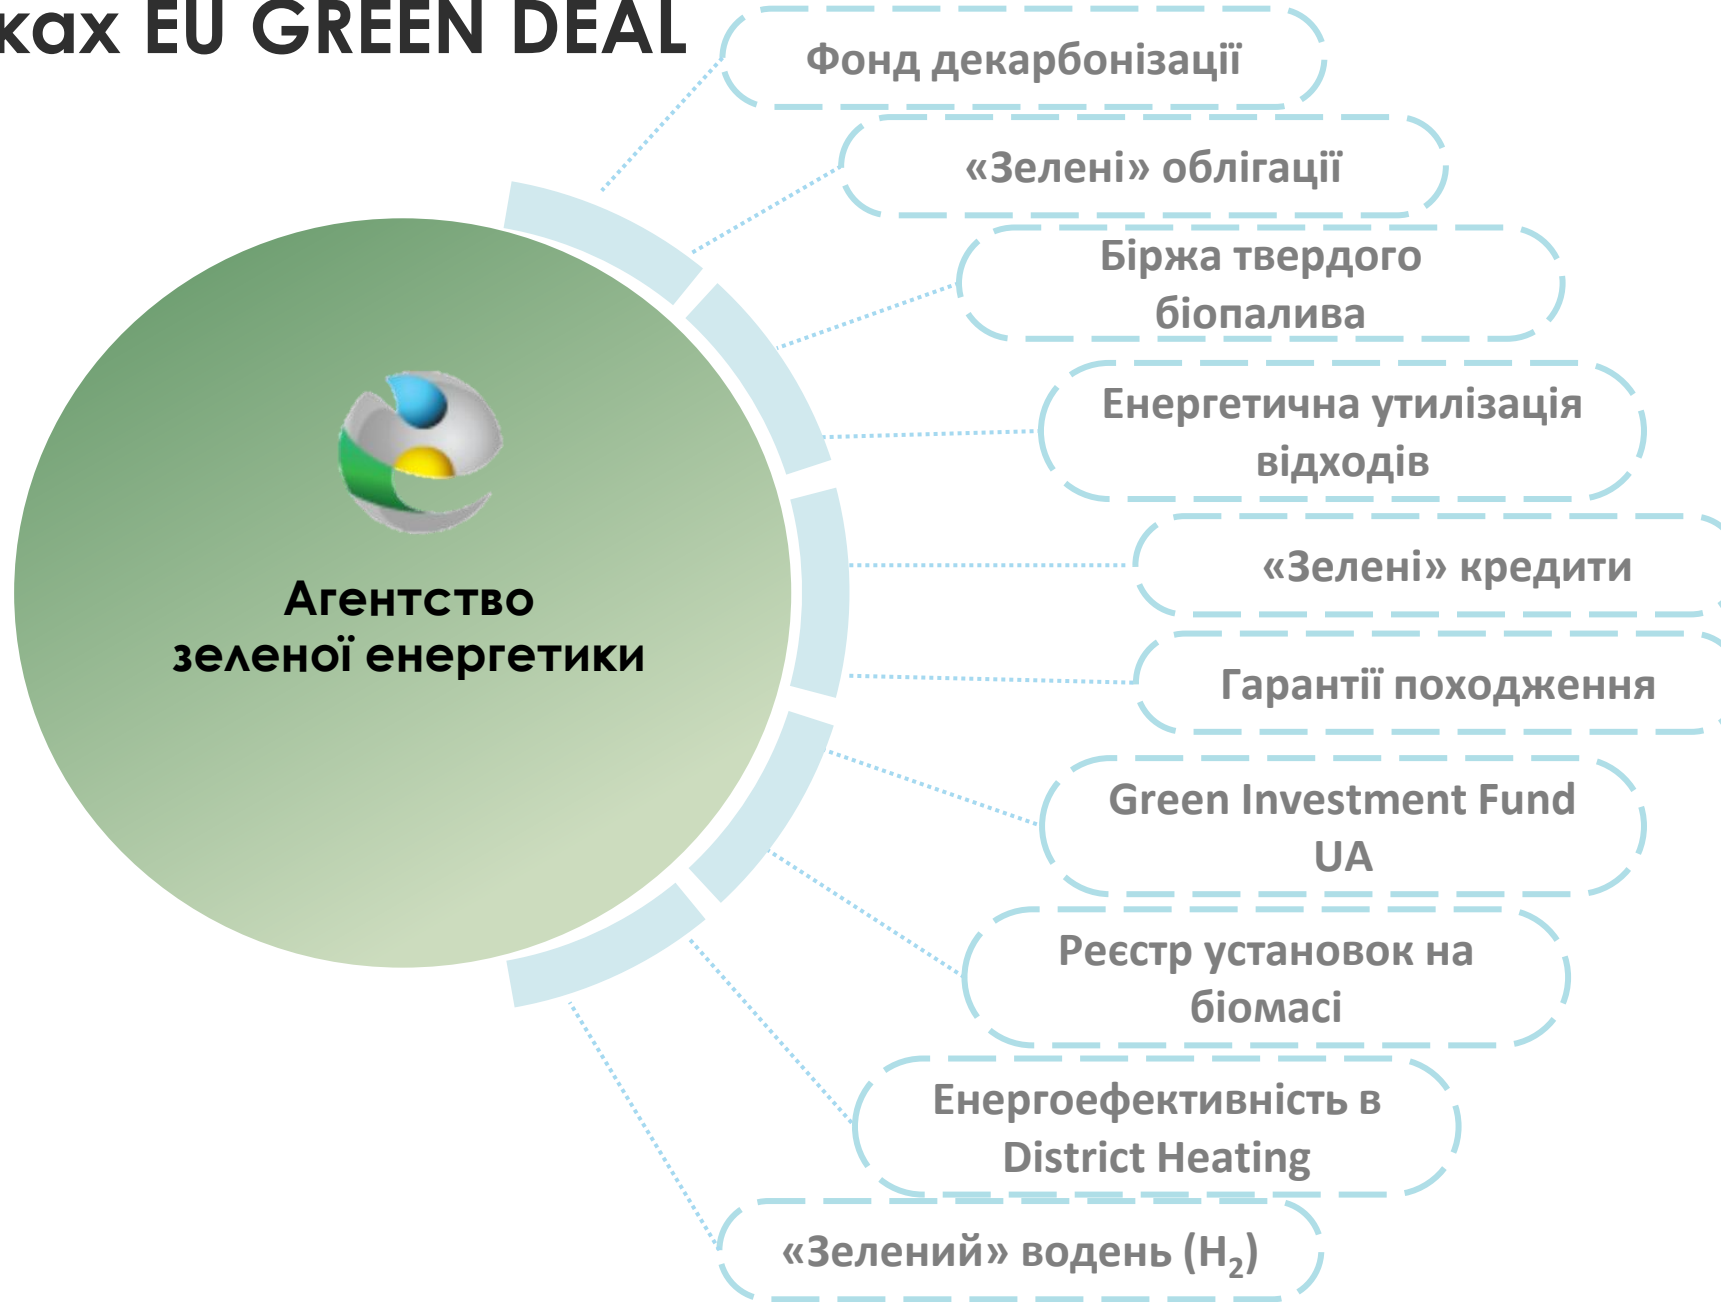 ках EU GREEN DEAL
Фонд декарбонізації
«Зелені» облігації
Біржа твердого
біопалива
Енергетична утилізація
відходів
«Зелені» кредити
Гарантії походження
Green Investment Fund
UA
Реєстр установок на
біомасі
Енергоефективність в
District Heating
«Зелений» водень (H₂)
Агентство
зеленої енергетики